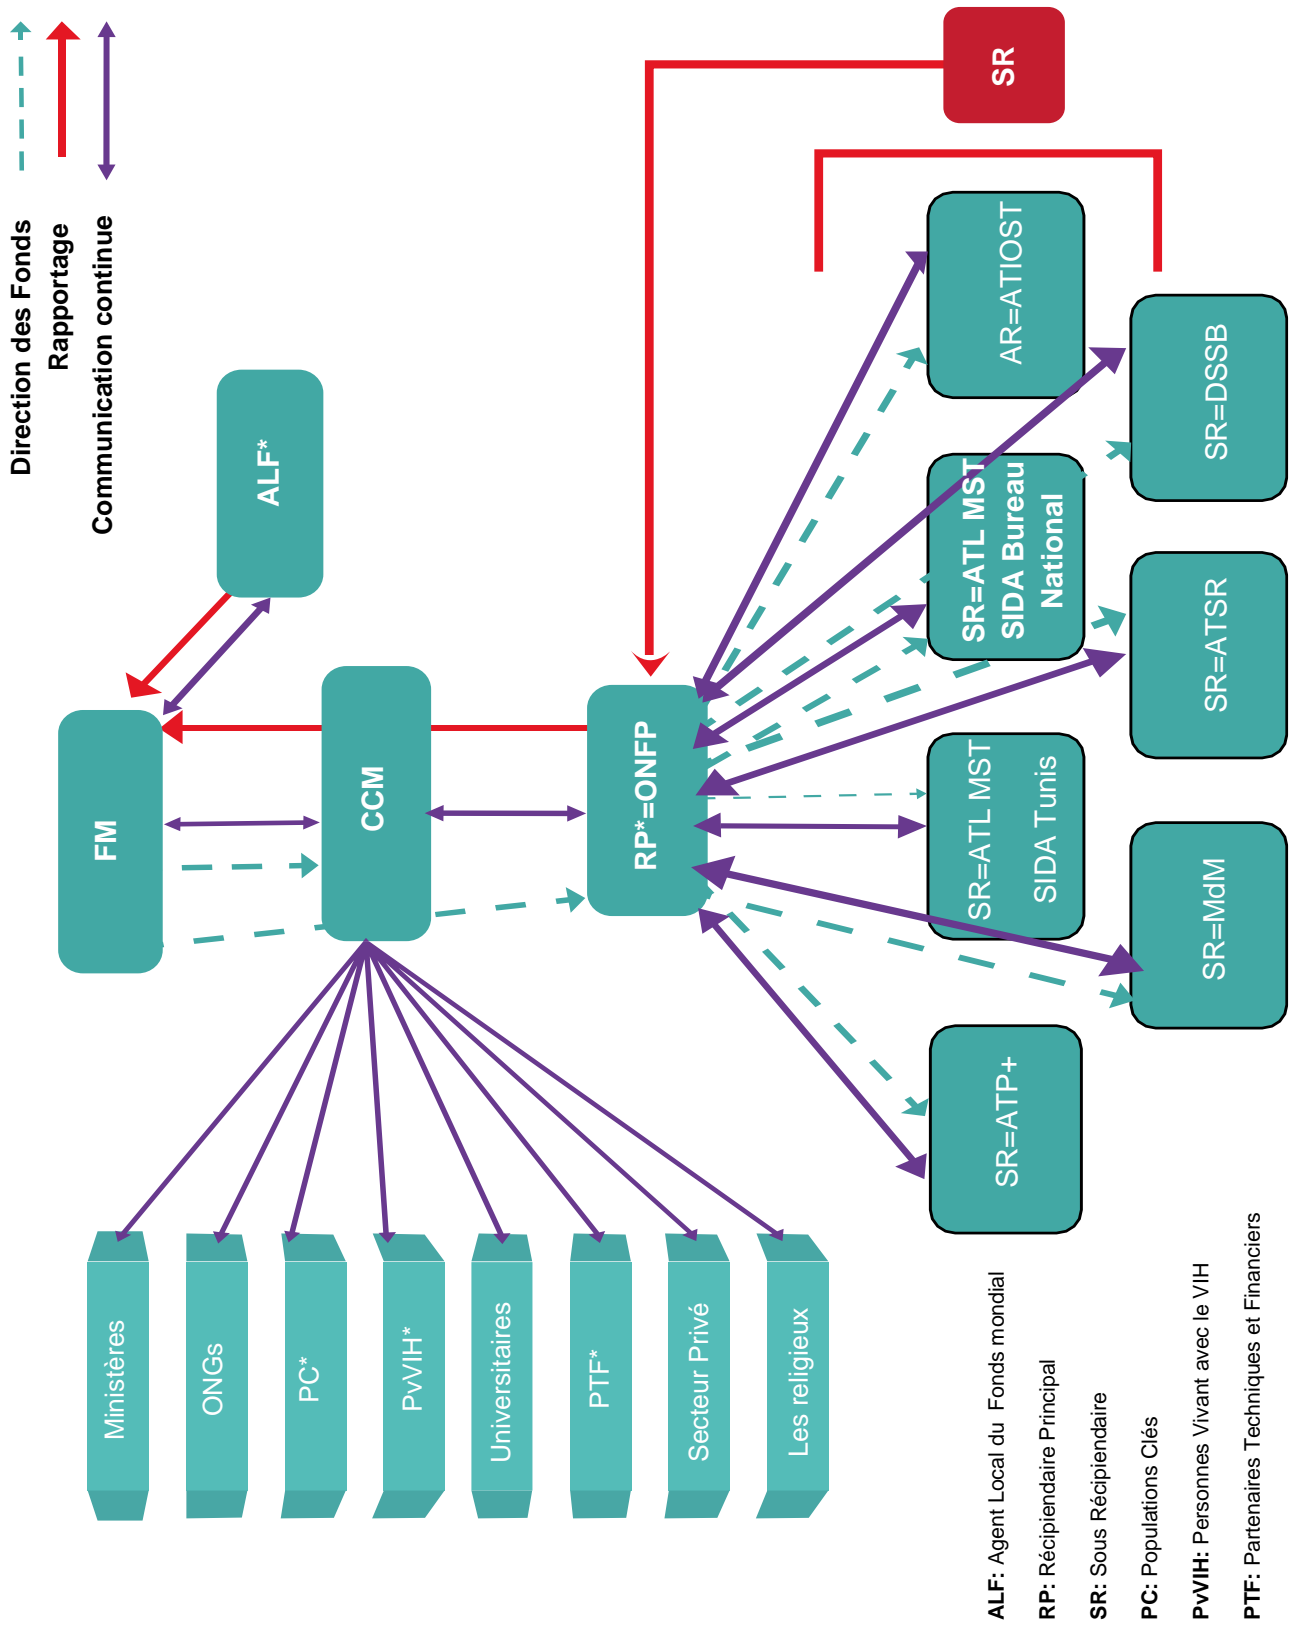 Direction des Fonds
Rapportage
Communication continue
FM
ALF*
CCM
RP*=ONFP
SR
Ministères
ONGs
PC*
PvVIH*
Universitaires
PTF*
Secteur Privé
Les religieux
SR=ATP+
SR=ATL MST
SIDA Tunis
SR=ATL MST
SIDA Bureau
National
AR=ATIOST
SR=MdM
SR=ATSR
SR=DSSB
ALF: Agent Local du Fonds mondial
RP: Récipiendaire Principal
SR: Sous Récipiendaire
PC: Populations Clés
PvVIH: Personnes Vivant avec le VIH
PTF: Partenaires Techniques et Financiers